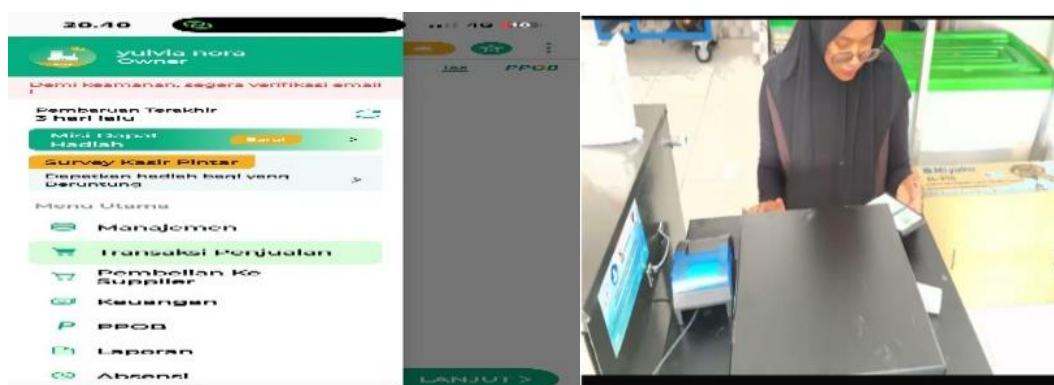 20.40
4G
yulvia nora
Owner
Demi keamanan, segera verifikasi email
!
Pembaruan Terakhir
3 hari lalu
Misi Dapat
Hadiah
Baru!
Survey Kasir Pintar
Dapatkan hadiah bagi yang
Beruntung
Menu Utama
Manajemen
Transaksi Penjualan
Pembelian Ke
Supplier
Keuangan
PPOB
Laporan
Absensi
PPOB
LANJUT >